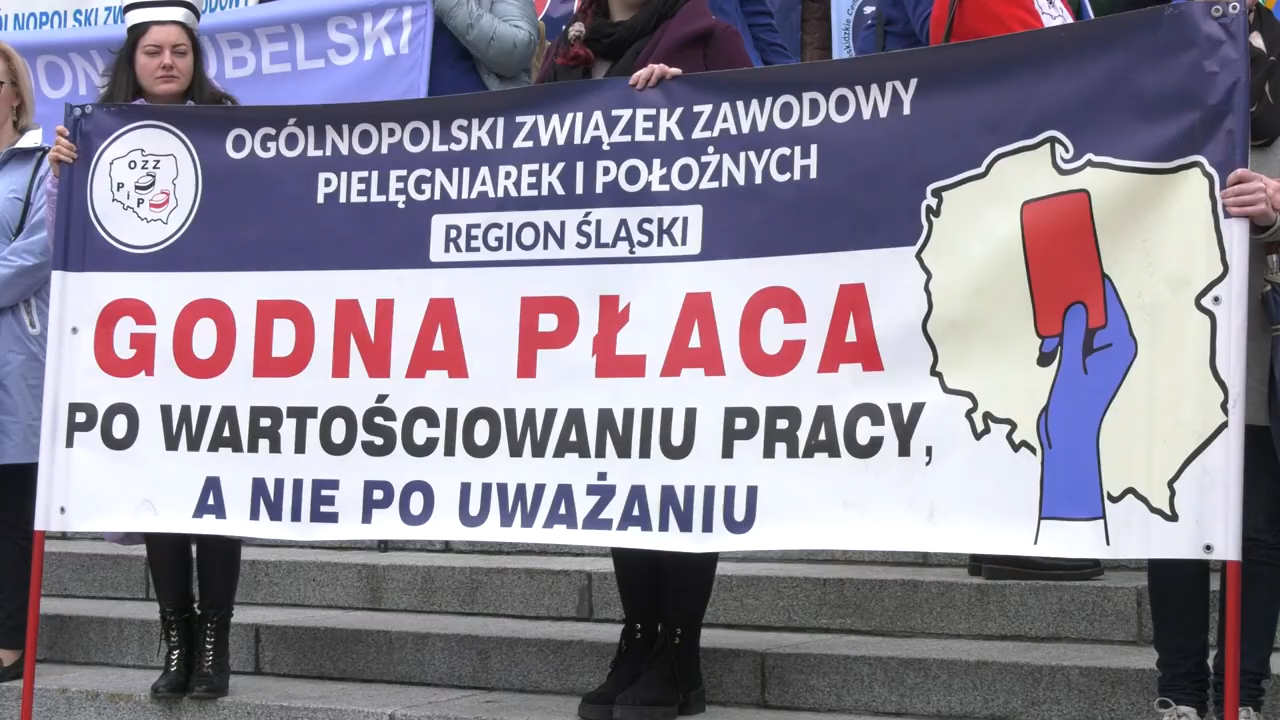 OGÓLNOPOLSKI ZWIĄZEK ZAWODOWY
PIELĘGNIAREK I POŁOŻNYCH
REGION ŚLĄSKI
OZZ
PiP
GODNA PŁACA
PO WARTOŚCIOWANIU PRACY,
A NIE PO UWAŻANIU